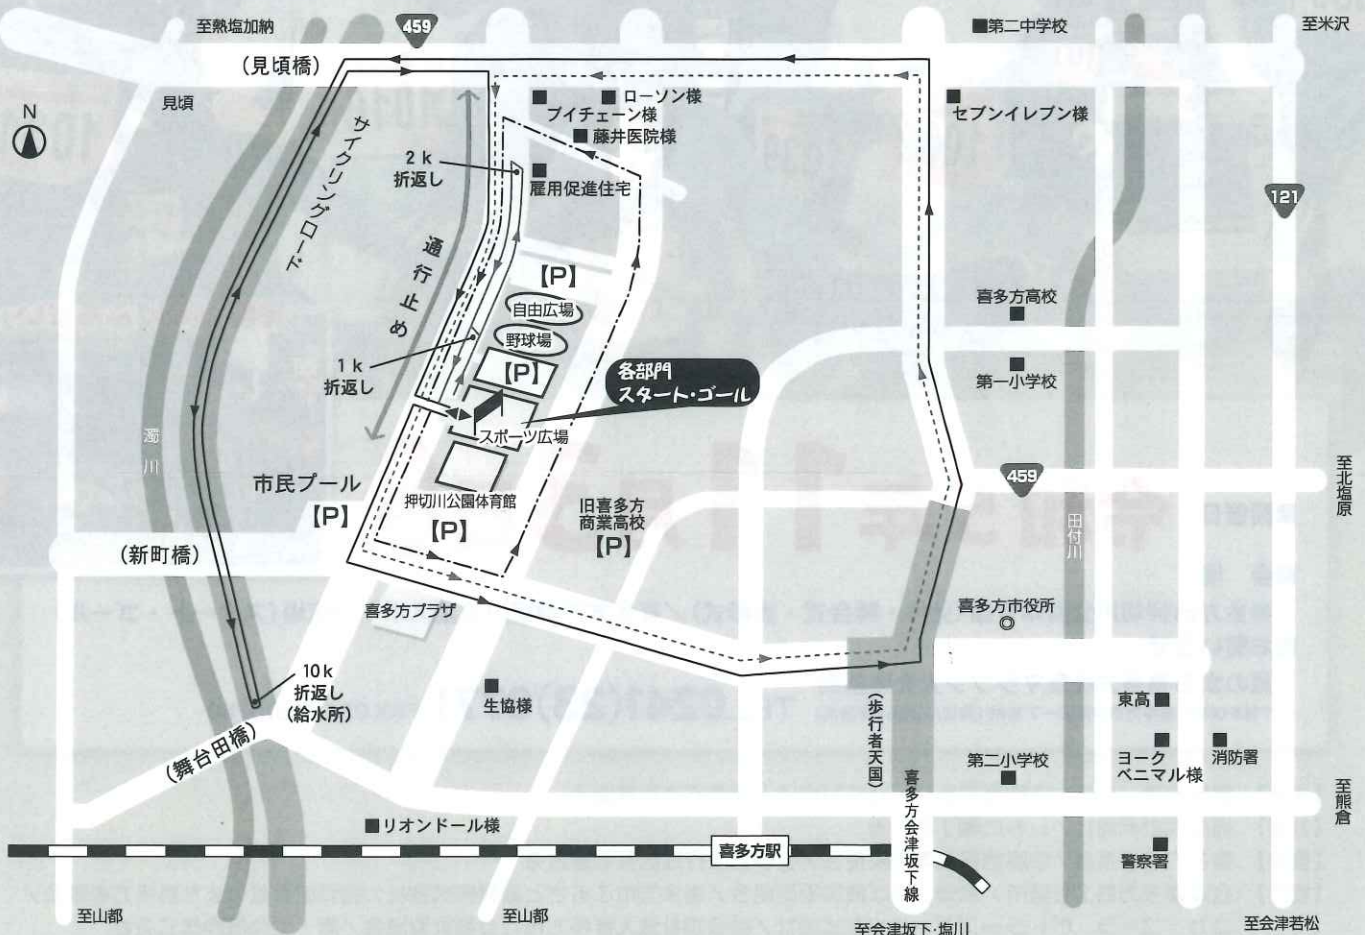 至熱塩加納
459
■第二中学校
至米沢
(見頃橋)
見頃
N
サイクリングロード
ローソン様
ブイチェーン様
藤井医院様
セブンイレブン様
2k
折返し
雇用促進住宅
121
通行止め
【P】
自由広場
野球場
【P】
喜多方高校
1k
折返し
各部門
スタート・ゴール
第一小学校
スポーツ広場
濁川
市民プール
【P】
押切川公園体育館
【P】
旧喜多方
商業高校
【P】
459
田付川
至北塩原
(新町橋)
喜多方プラザ
喜多方市役所
10k
折返し
(給水所)
生協様
(歩行者天国)
東高
(舞台田橋)
喜多方会津坂下線
第二小学校
ヨーク
ベニマル様
消防署
至熊倉
■リオンドール様
喜多方駅
警察署
至山都
至山都
至会津坂下・塩川
至会津若松